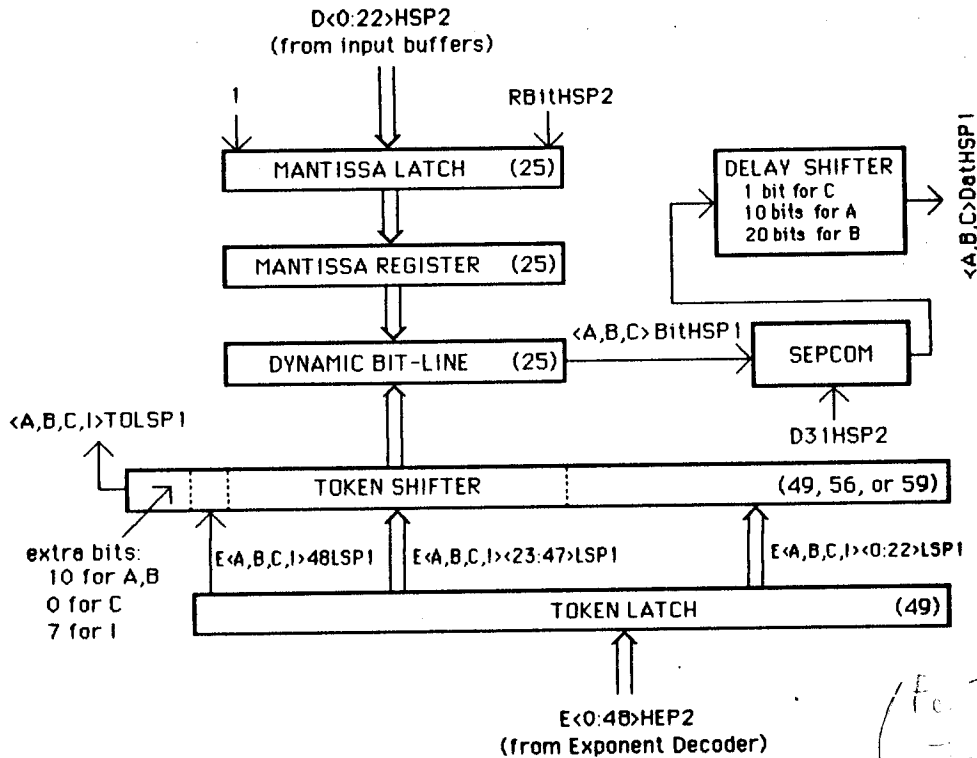 D<0:22>HSP2
(from input buffers)
1
RBitHSP2
MANTISSA LATCH (25)
DELAY SHIFTER
1 bit for C
10 bits for A
20 bits for B
<A,B,C>DatHSP1
MANTISSA REGISTER (25)
<A,B,C>BitHSP1
DYNAMIC BIT-LINE (25)
SEPCOM
<A,B,C,I>TOLSP1
D31HSP2
TOKEN SHIFTER (49, 56, or 59)
extra bits:
10 for A,B
0 for C
7 for I
E<A,B,C,I>48LSP1
E<A,B,C,I><23:47>LSP1
E<A,B,C,I><0:22>LSP1
TOKEN LATCH (49)
E<0:48>HEP2
(from Exponent Decoder)